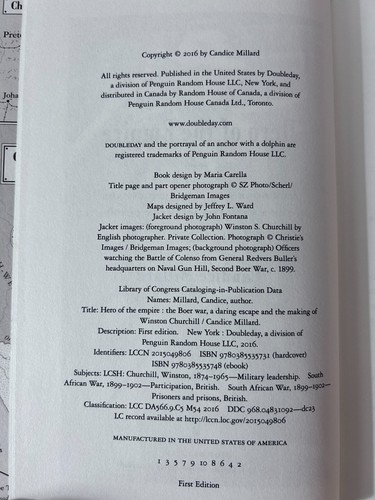 Ch
Copyright © 2016 by Candice Millard
All rights reserved. Published in the United States by Doubleday,
a division of Penguin Random House LLC, New York, and
distributed in Canada by Random House of Canada, a division of
Penguin Random House Canada Ltd., Toronto.
www.doubleday.com
DOUBLEDAY and the portrayal of an anchor with a dolphin are
registered trademarks of Penguin Random House LLC.
Book design by Maria Carella
Title page and part opener photograph © SZ Photo/Scherl/
Bridgeman Images
Maps designed by Jeffrey L. Ward
Jacket design by John Fontana
Jacket images: (foreground photograph) Winston S. Churchill by
English photographer. Private Collection. Photograph © Christie's
Images / Bridgeman Images; (background photograph) Officers
watching the Battle of Colenso from General Redvers Buller's
headquarters on Naval Gun Hill, Second Boer War, c. 1899.
Library of Congress Cataloging-in-Publication Data
Names: Millard, Candice, author.
Title: Hero of the empire : the Boer war, a daring escape and the making of
Winston Churchill / Candice Millard.
Description: First edition. New York : Doubleday, a division of
Penguin Random House LLC, 2016.
Identifiers: LCCN 2015049806 ISBN 9780385535731 (hardcover)
ISBN 9780385535748 (ebook)
Subjects: LCSH: Churchill, Winston, 1874–1965—Military leadership. South
African War, 1899–1902—Participation, British. South African War, 1899–1902—
Prisoners and prisons, British.
Classification: LCC DA566.9.C5 M54 2016 DDC 968.04831092—dc23
LC record available at http://lccn.loc.gov/2015049806
MANUFACTURED IN THE UNITED STATES OF AMERICA
1 3 5 7 9 10 8 6 4 2
First Edition